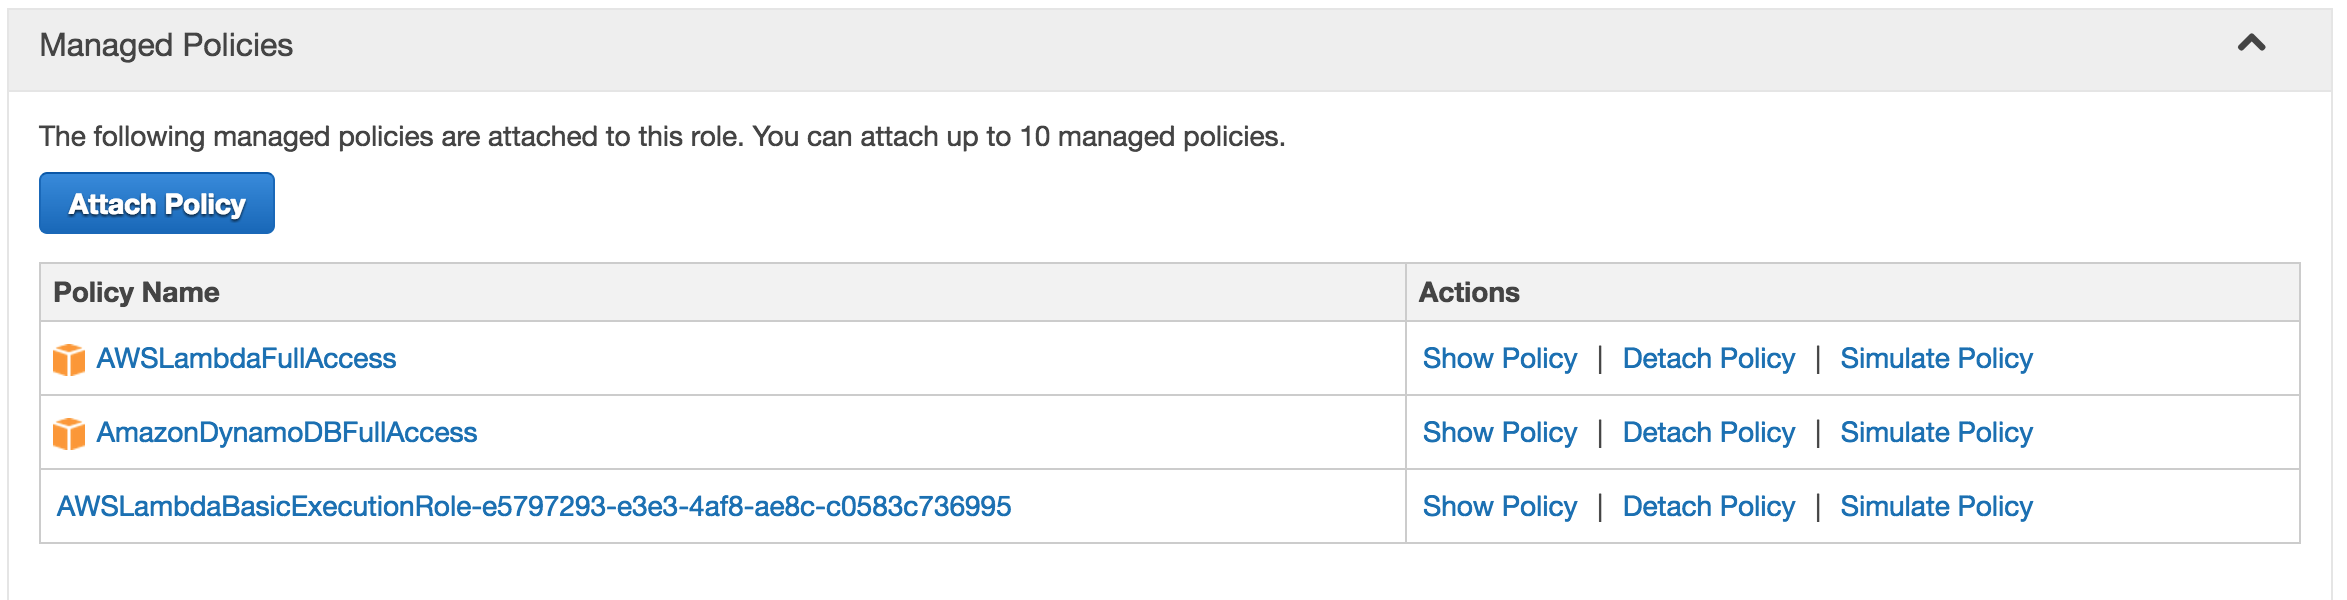 Managed Policies
The following managed policies are attached to this role. You can attach up to 10 managed policies.
Attach Policy
Policy Name Actions
AWSLambdaFullAccess Show Policy | Detach Policy | Simulate Policy
AmazonDynamoDBFullAccess Show Policy | Detach Policy | Simulate Policy
AWSLambdaBasicExecutionRole-e5797293-e3e3-4af8-ae8c-c0583c736995 Show Policy | Detach Policy | Simulate Policy